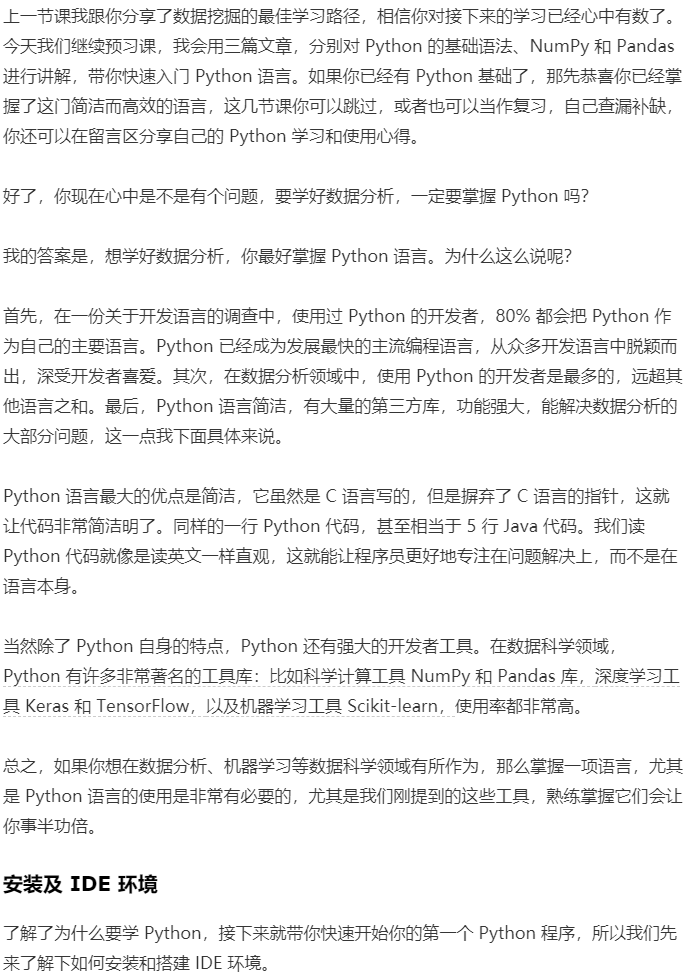 上一节课我跟你分享了数据挖掘的最佳学习路径，相信你对接下来的学习已经心中有数了。
今天我们继续预习课，我会用三篇文章，分别对 Python 的基础语法、NumPy 和 Pandas
进行讲解，带你快速入门 Python 语言。如果你已经有 Python 基础了，那先恭喜你已经掌
握了这门简洁而高效的语言，这几节课你可以跳过，或者也可以当作复习，自己查漏补缺，
你还可以在留言区分享自己的 Python 学习和使用心得。
好了，你现在心中是不是有个问题，要学好数据分析，一定要掌握 Python 吗？
我的答案是，想学好数据分析，你最好掌握 Python 语言。为什么这么说呢？
首先，在一份关于开发语言的调查中，使用过 Python 的开发者，80% 都会把 Python 作
为自己的主要语言。Python 已经成为发展最快的主流编程语言，从众多开发语言中脱颖而
出，深受开发者喜爱。其次，在数据分析领域中，使用 Python 的开发者是最多的，远超其
他语言之和。最后，Python 语言简洁，有大量的第三方库，功能强大，能解决数据分析的
大部分问题，这一点我下面具体来说。
Python 语言最大的优点是简洁，它虽然是 C 语言写的，但是摒弃了 C 语言的指针，这就
让代码非常简洁明了。同样的一行 Python 代码，甚至相当于 5 行 Java 代码。我们读
Python 代码就像是读英文一样直观，这就能让程序员更好地专注在问题解决上，而不是在
语言本身。
当然除了 Python 自身的特点，Python 还有强大的开发者工具。在数据科学领域，
Python 有许多非常著名的工具库：比如科学计算工具 NumPy 和 Pandas 库，深度学习工
具 Keras 和 TensorFlow，以及机器学习工具 Scikit-learn，使用率都非常高。
总之，如果你想在数据分析、机器学习等数据科学领域有所作为，那么掌握一项语言，尤其
是 Python 语言的使用是非常有必要的，尤其是我们刚提到的这些工具，熟练掌握它们会让
你事半功倍。
安装及 IDE 环境
了解了为什么要学 Python，接下来就带你快速开始你的第一个 Python 程序，所以我们先
来了解下如何安装和搭建 IDE 环境。